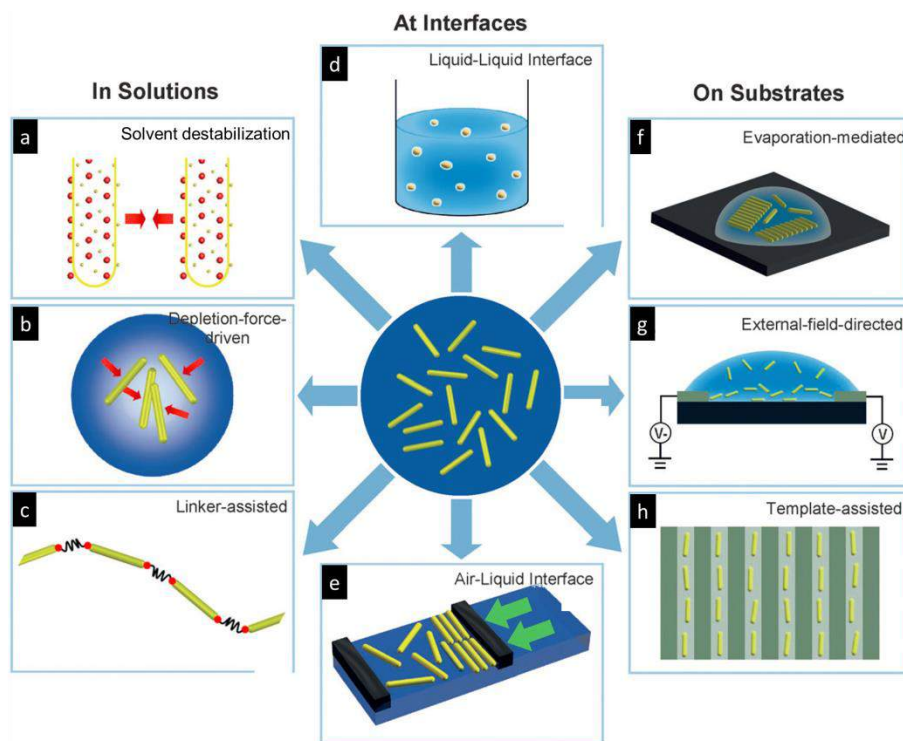 At Interfaces
In Solutions
On Substrates
a
Solvent destabilization
b
Depletion-force-
driven
c
Linker-assisted
d
Liquid-Liquid Interface
e
Air-Liquid Interface
f
Evaporation-mediated
g
External-field-directed
V-
V
h
Template-assisted